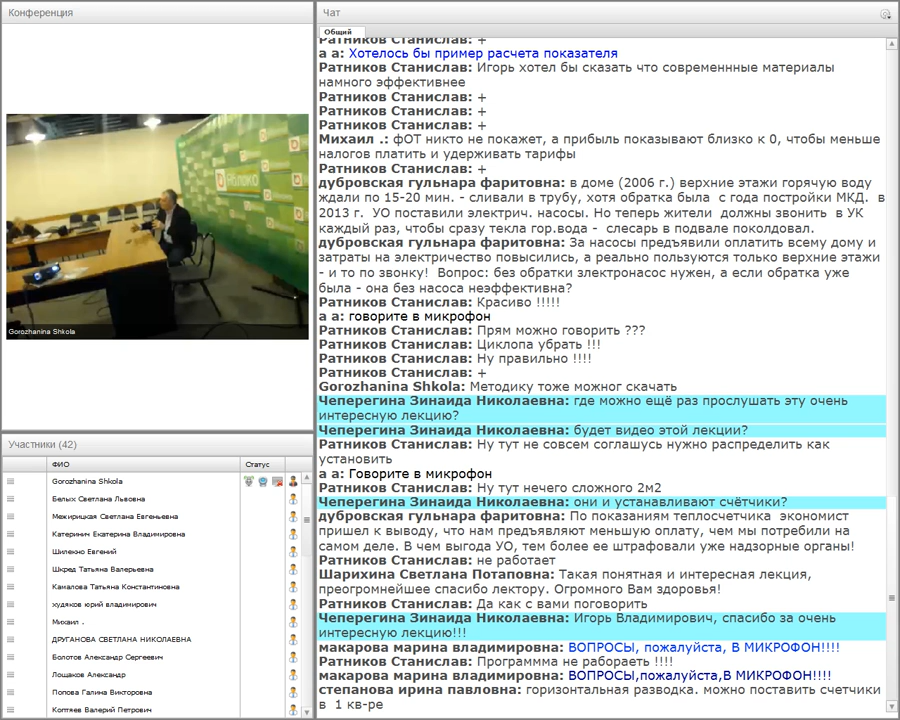 Конференция
Яблоко
Gorozhanina Shkola
Участники (42)
ФИО
Статус
Gorozhanina Shkola
Белых Светлана Львовна
Межирицкая Светлана Евгеньевна
Катеринич Екатерина Владимировна
Шилекно Евгений
Шкред Татьяна Валерьевна
Камалова Татьяна Константиновна
худяков юрий владимирович
Михаил .
ДРУГАНОВА СВЕТЛАНА НИКОЛАЕВНА
Болотов Александр Сергеевич
Лощаков Александр
Попова Галина Викторовна
Коптяев Валерий Петрович
Чат
Общий
Ратников Станислав: +
а а: Хотелось бы пример расчета показателя
Ратников Станислав: Игорь хотел бы сказать что современнные материалы
намного эффективнее
Ратников Станислав: +
Ратников Станислав: +
Ратников Станислав: +
Михаил .: фОТ никто не покажет, а прибыль показывают близко к 0, чтобы меньше
налогов платить и удерживать тарифы
Ратников Станислав: +
дубровская гульнара фаритовна: в доме (2006 г.) верхние этажи горячую воду
ждали по 15-20 мин. - сливали в трубу, хотя обратка была с года постройки МКД. в
2013 г. УО поставили электрич. насосы. Но теперь жители должны звонить в УК
каждый раз, чтобы сразу текла гор.вода - слесарь в подвале поколдовал.
дубровская гульнара фаритовна: За насосы предъявили оплатить всему дому и
затраты на электричество повысились, а реально пользуются только верхние этажи
- и то по звонку! Вопрос: без обратки злектронасос нужен, а если обратка уже
была - она без насоса неэффективна?
Ратников Станислав: Красиво !!!!!
а а: говорите в микрофон
Ратников Станислав: Прям можно говорить ???
Ратников Станислав: Циклопа убрать !!!
Ратников Станислав: Ну правильно !!!!
Ратников Станислав: +
Gorozhanina Shkola: Методику тоже можног скачать
Чеперегина Зинаида Николаевна: где можно ещё раз прослушать эту очень
интересную лекцию?
Чеперегина Зинаида Николаевна: будет видео этой лекции?
Ратников Станислав: Ну тут не совсем соглашусь нужно распределить как
установить
а а: Говорите в микрофон
Ратников Станислав: Ну тут нечего сложного 2м2
Чеперегина Зинаида Николаевна: они и устанавливают счётчики?
дубровская гульнара фаритовна: По показаниям теплосчетчика экономист
пришел к выводу, что нам предъявляют меньшую оплату, чем мы потребили на
самом деле. В чем выгода УО, тем более ее штрафовали уже надзорные органы!
Ратников Станислав: не работает
Шарихина Светлана Потаповна: Такая понятная и интересная лекция,
преогромнейшее спасибо лектору. Огромного Вам здоровья!
Ратников Станислав: Да как с вами поговорить
Чеперегина Зинаида Николаевна: Игорь Владимирович, спасибо за очень
интересную лекцию!!!
макарова марина владимировна: ВОПРОСЫ, пожалуйста, В МИКРОФОН!!!!
Ратников Станислав: Программма не рабораеть !!!!
макарова марина владимировна: ВОПРОСЫ,пожалуйста,В МИКРОФОН!!!!
степанова ирина павловна: горизонтальная разводка. можно поставить счетчики
в 1 кв-ре